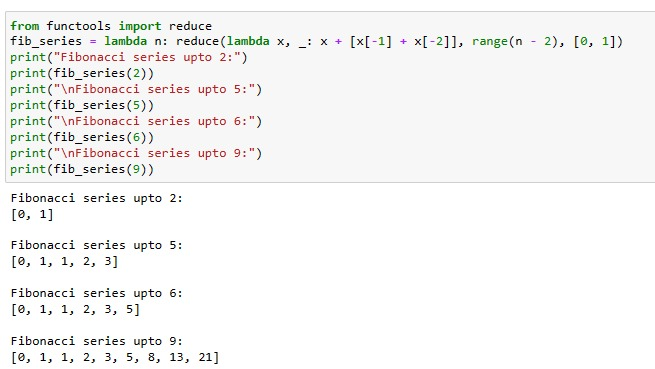 from functools import reduce
fib_series = lambda n: reduce(lambda x, _: x + [x[-1] + x[-2]], range(n - 2), [0, 1])
print("Fibonacci series upto 2:")
print(fib_series(2))
print("\nFibonacci series upto 5:")
print(fib_series(5))
print("\nFibonacci series upto 6:")
print(fib_series(6))
print("\nFibonacci series upto 9:")
print(fib_series(9))
Fibonacci series upto 2:
[0, 1]
Fibonacci series upto 5:
[0, 1, 1, 2, 3]
Fibonacci series upto 6:
[0, 1, 1, 2, 3, 5]
Fibonacci series upto 9:
[0, 1, 1, 2, 3, 5, 8, 13, 21]